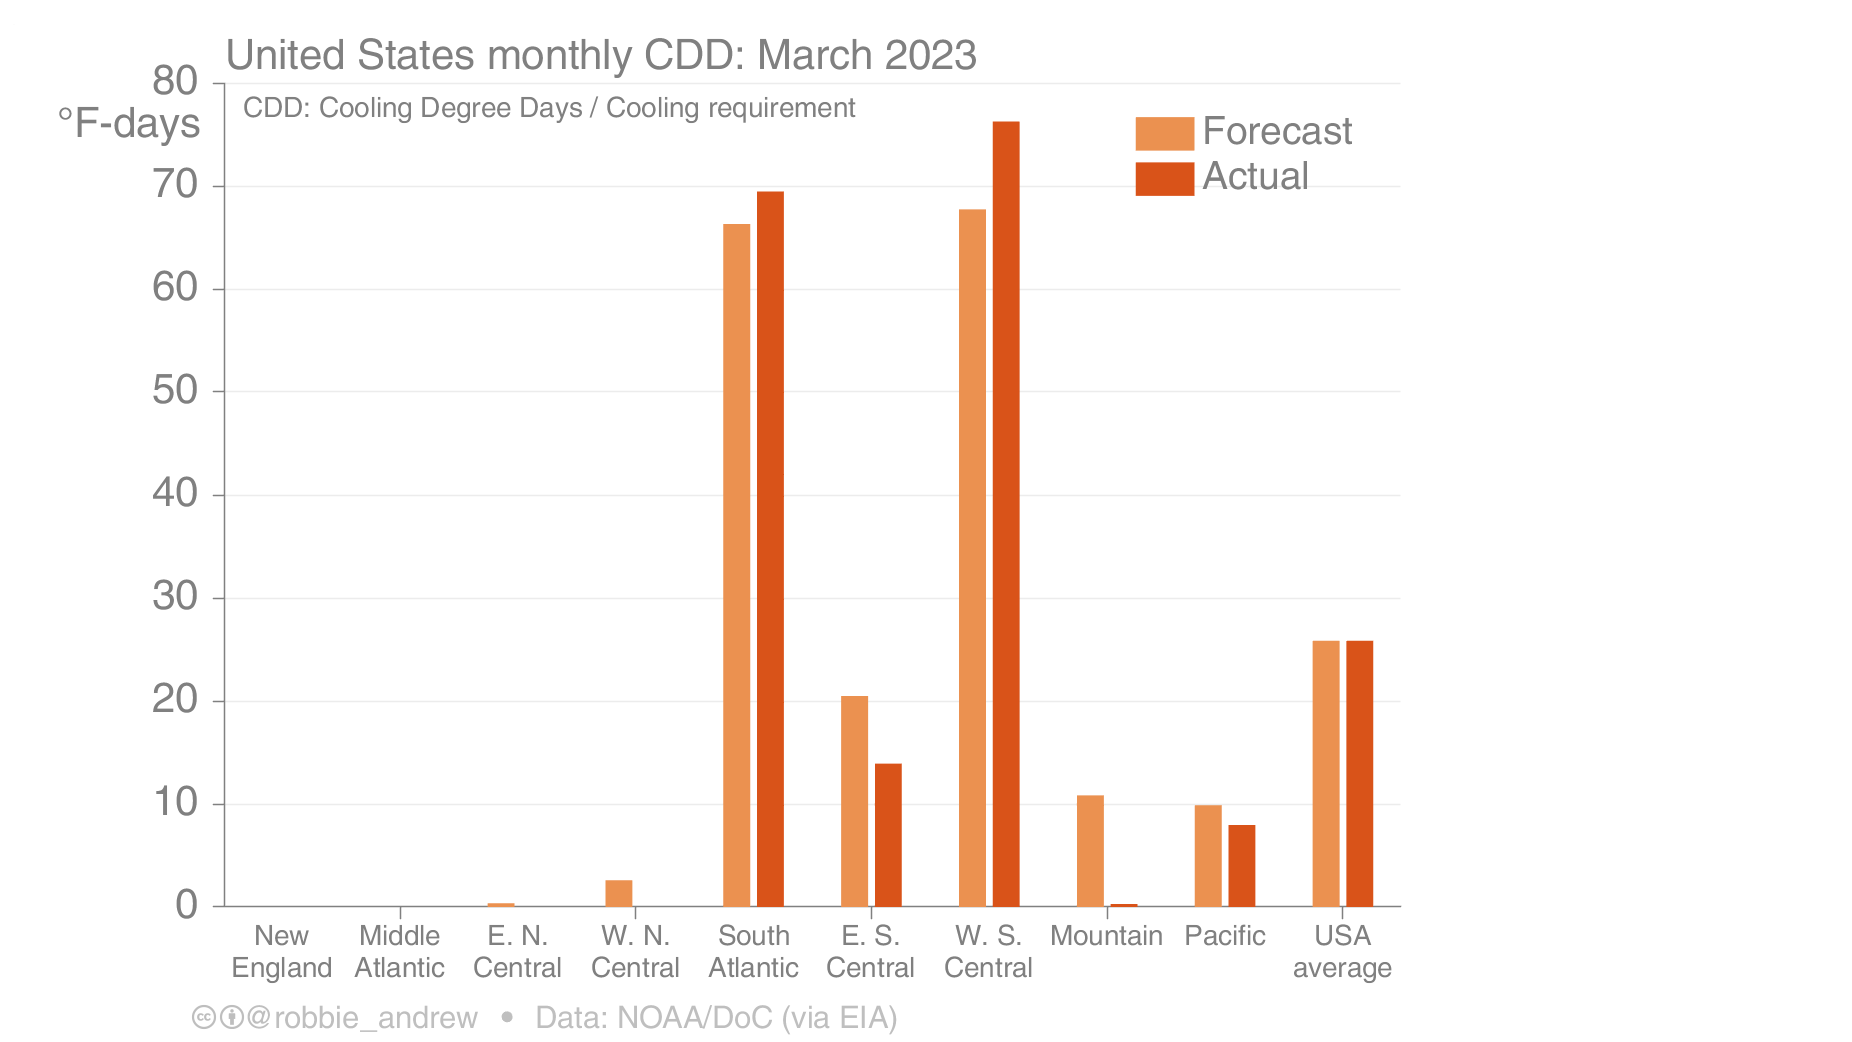 United States monthly CDD: March 2023
80
°F-days
CDD: Cooling Degree Days / Cooling requirement
Forecast
Actual
70
60
50
40
30
20
10
0
New England
Middle Atlantic
E. N. Central
W. N. Central
South Atlantic
E. S. Central
W. S. Central
Mountain
Pacific
USA average
@robbie_andrew • Data: NOAA/DoC (via EIA)